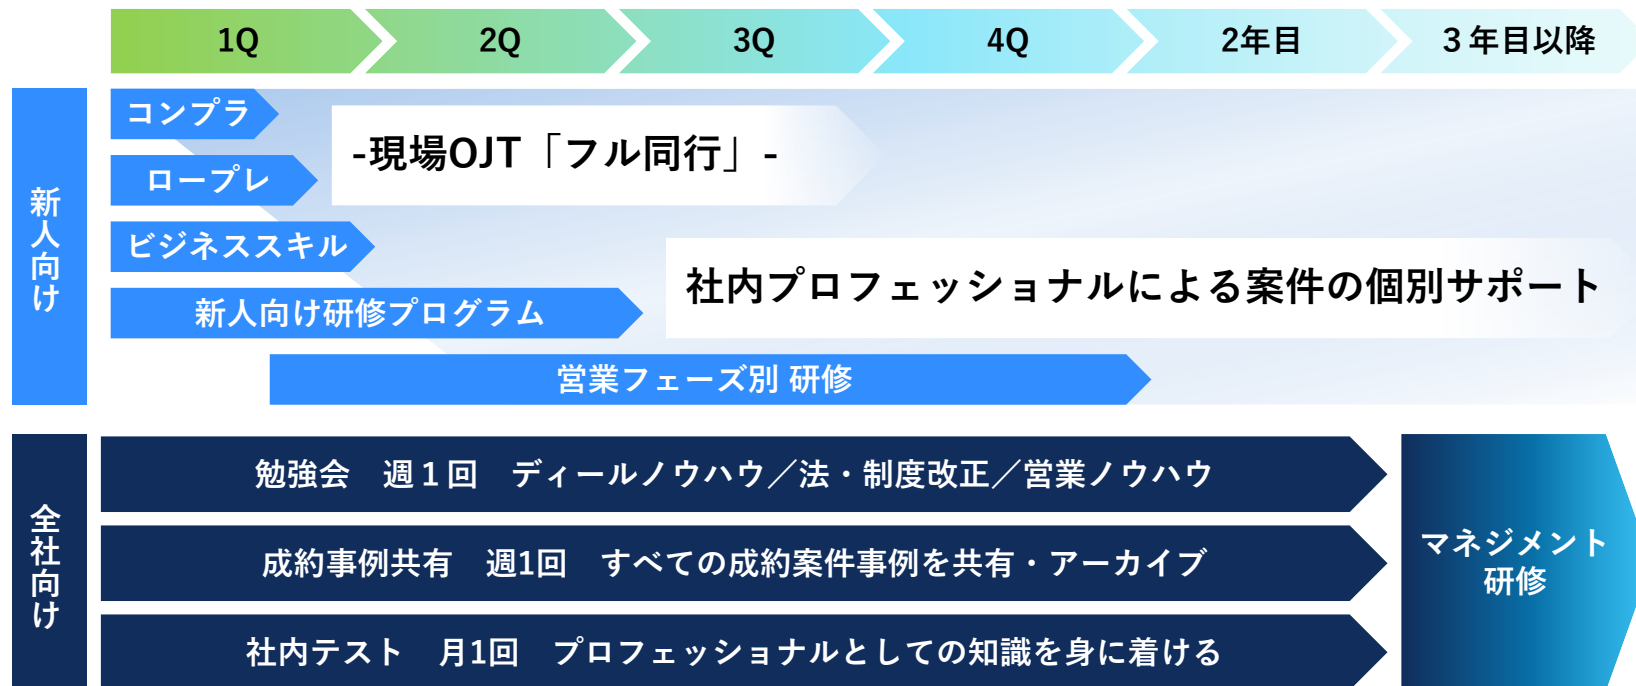 1Q
2Q
3Q
4Q
2年目
３年目以降
新人向け
コンプラ
ロープレ
ビジネススキル
新人向け研修プログラム
営業フェーズ別 研修
-現場OJT「フル同行」-
社内プロフェッショナルによる案件の個別サポート
全社向け
勉強会　週１回　ディールノウハウ／法・制度改正／営業ノウハウ
成約事例共有　週1回　すべての成約案件事例を共有・アーカイブ
社内テスト　月1回　プロフェッショナルとしての知識を身に着ける
マネジメント
研修